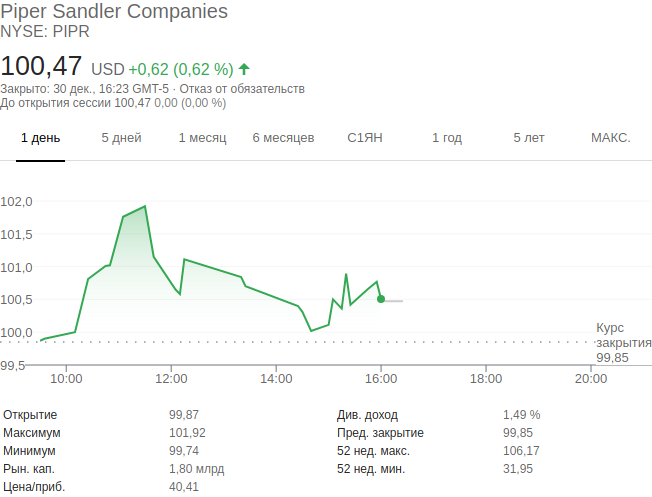 Piper Sandler Companies
NYSE: PIPR
100,47 USD +0,62 (0,62 %)
Закрыто: 30 дек., 16:23 GMT-5 · Отказ от обязательств
До открытия сессии 100,47 0,00 (0,00 %)
1 день 5 дней 1 месяц 6 месяцев С1ЯН 1 год 5 лет МАКС.
102,0
101,5
101,0
100,5
100,0
99,5
Курс
закрытия
99,85
10:00 12:00 14:00 16:00 18:00 20:00
Открытие 99,87 Див. доход 1,49 %
Максимум 101,92 Пред. закрытие 99,85
Минимум 99,74 52 нед. макс. 106,17
Рын. кап. 1,80 млрд 52 нед. мин. 31,95
Цена/приб. 40,41